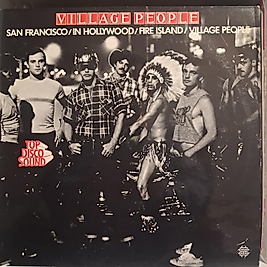 VILLAGE PEOPLE
SAN FRANCISCO/IN HOLLYWOOD/FIRE ISLAND/VILLAGE PEOPLE
TOP
DISCO
SOUND